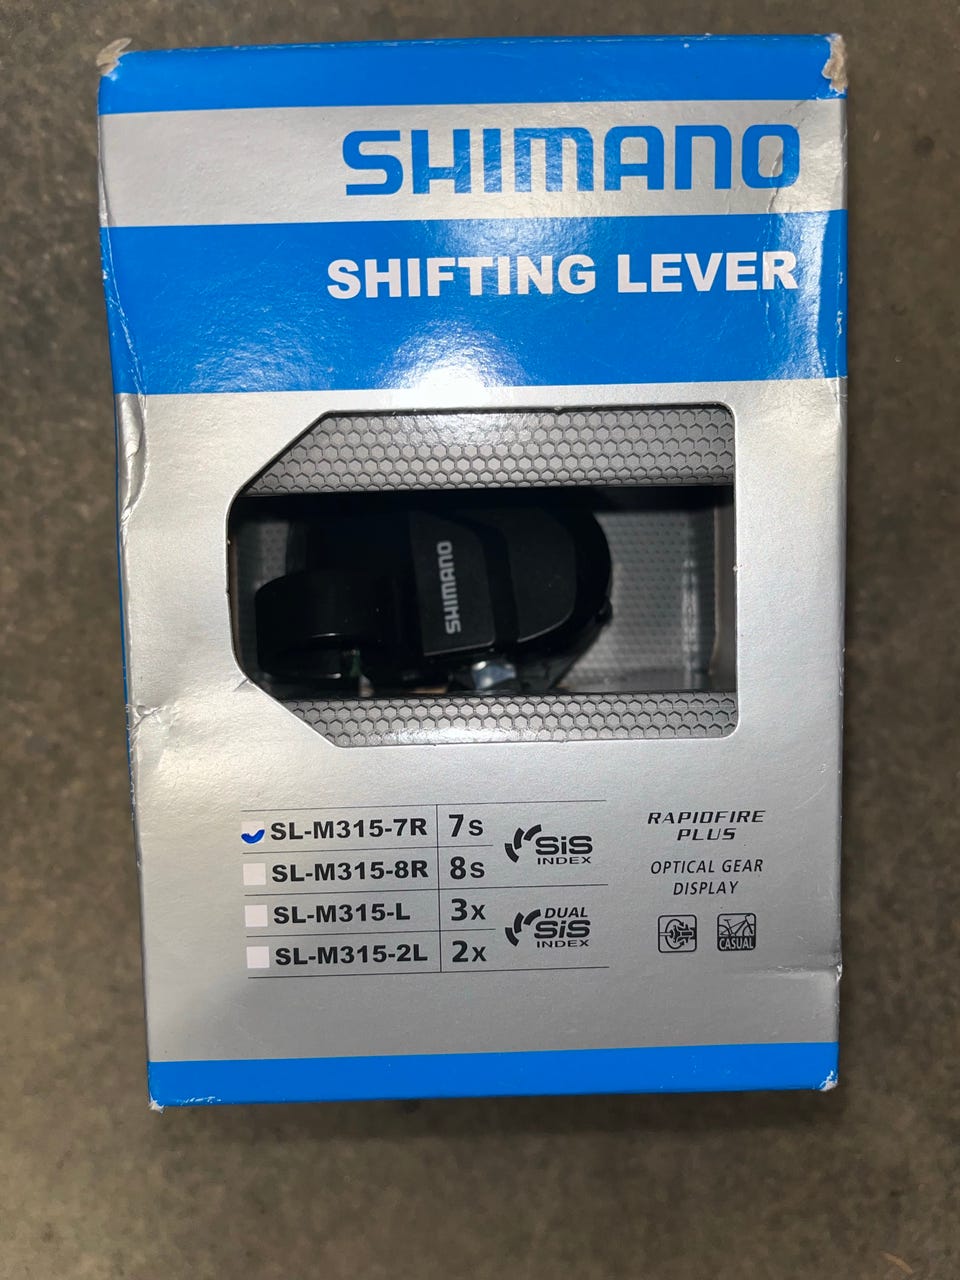 SHIMANO
SHIFTING LEVER
SHIMANO
SL-M315-7R 7s
SL-M315-8R 8s
SiS
INDEX
SL-M315-L 3x
SL-M315-2L 2x
DUAL
SiS
INDEX
RAPIDFIRE
PLUS
OPTICAL GEAR
DISPLAY
CASUAL